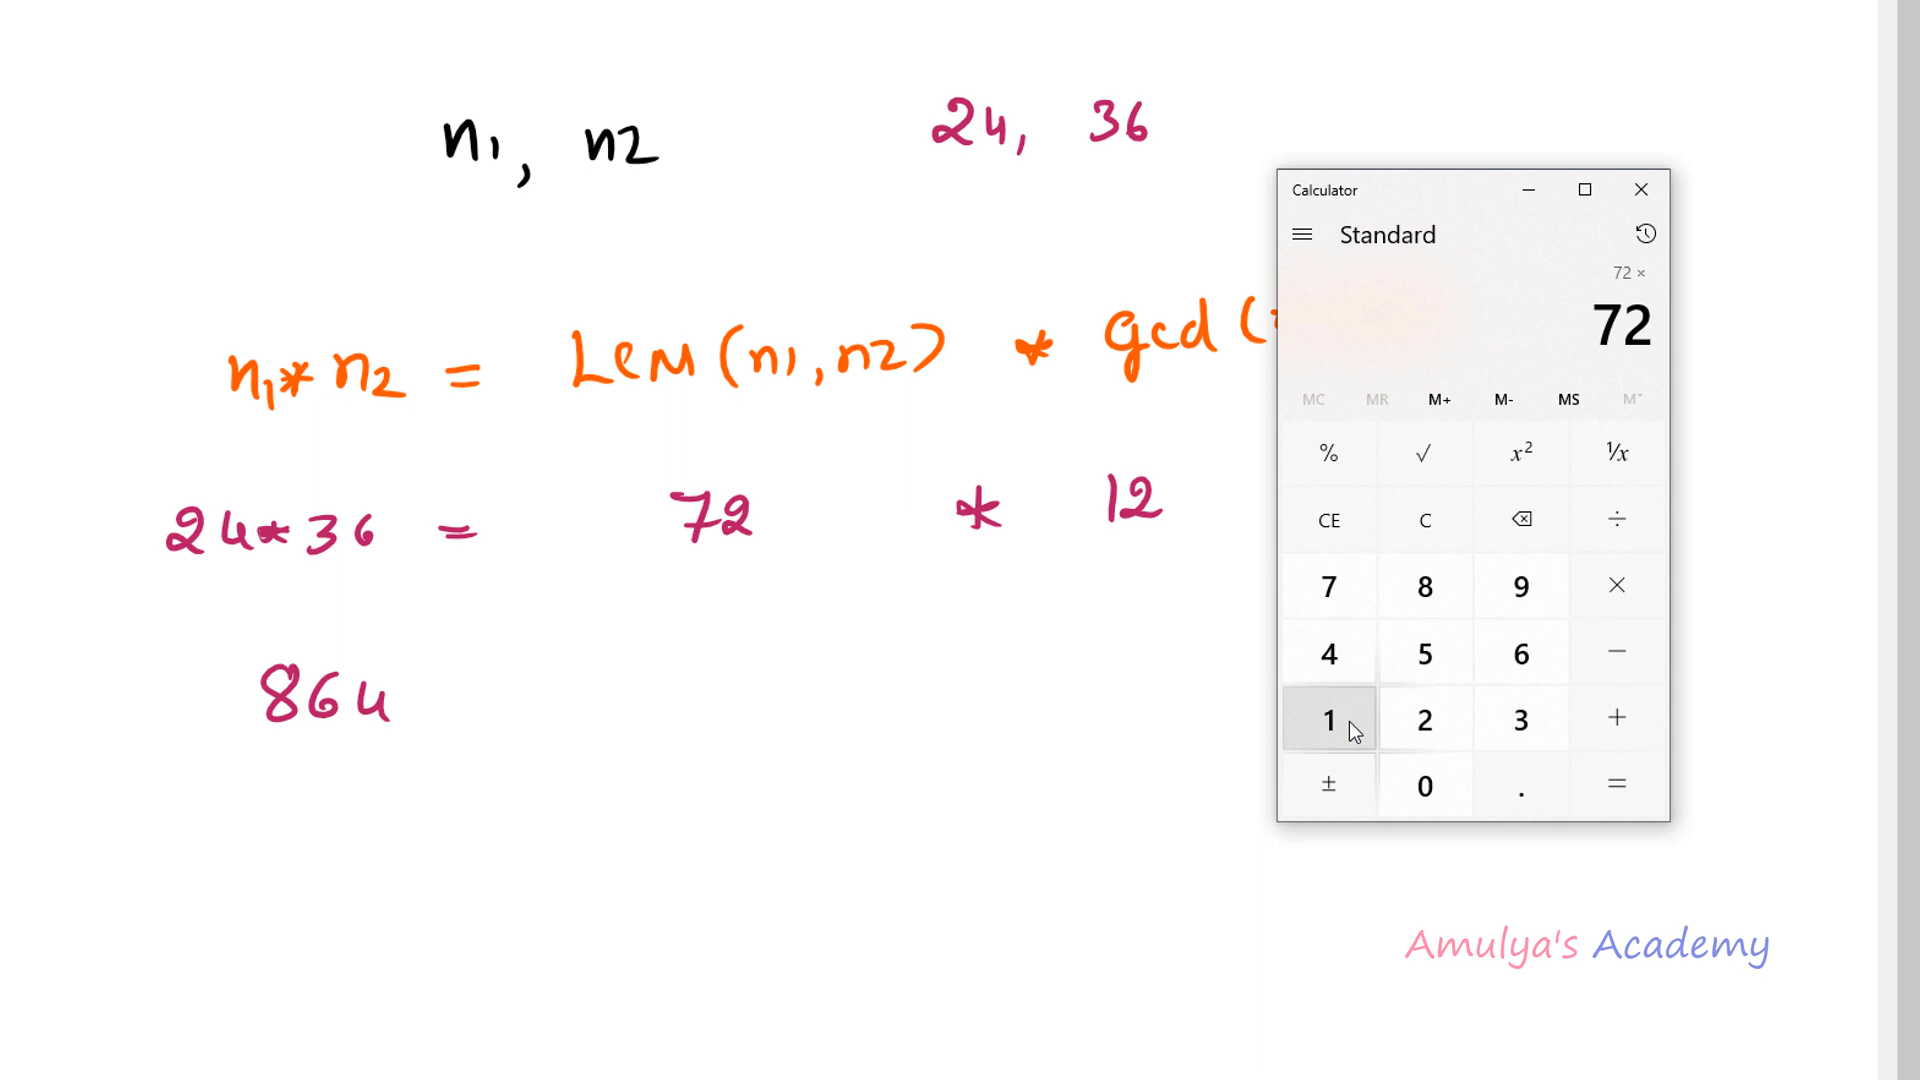 n1, n2
24, 36
n1*n2 = LCM (n1, n2) * gcd (
24*36 = 72 * 12
864
Calculator
Standard
72 ×
72
MC MR M+ M- MS M˅
% √ x² ¹/x
CE C ÷
7 8 9 ×
4 5 6 −
1 2 3 +
± 0 . =
Amulya's Academy